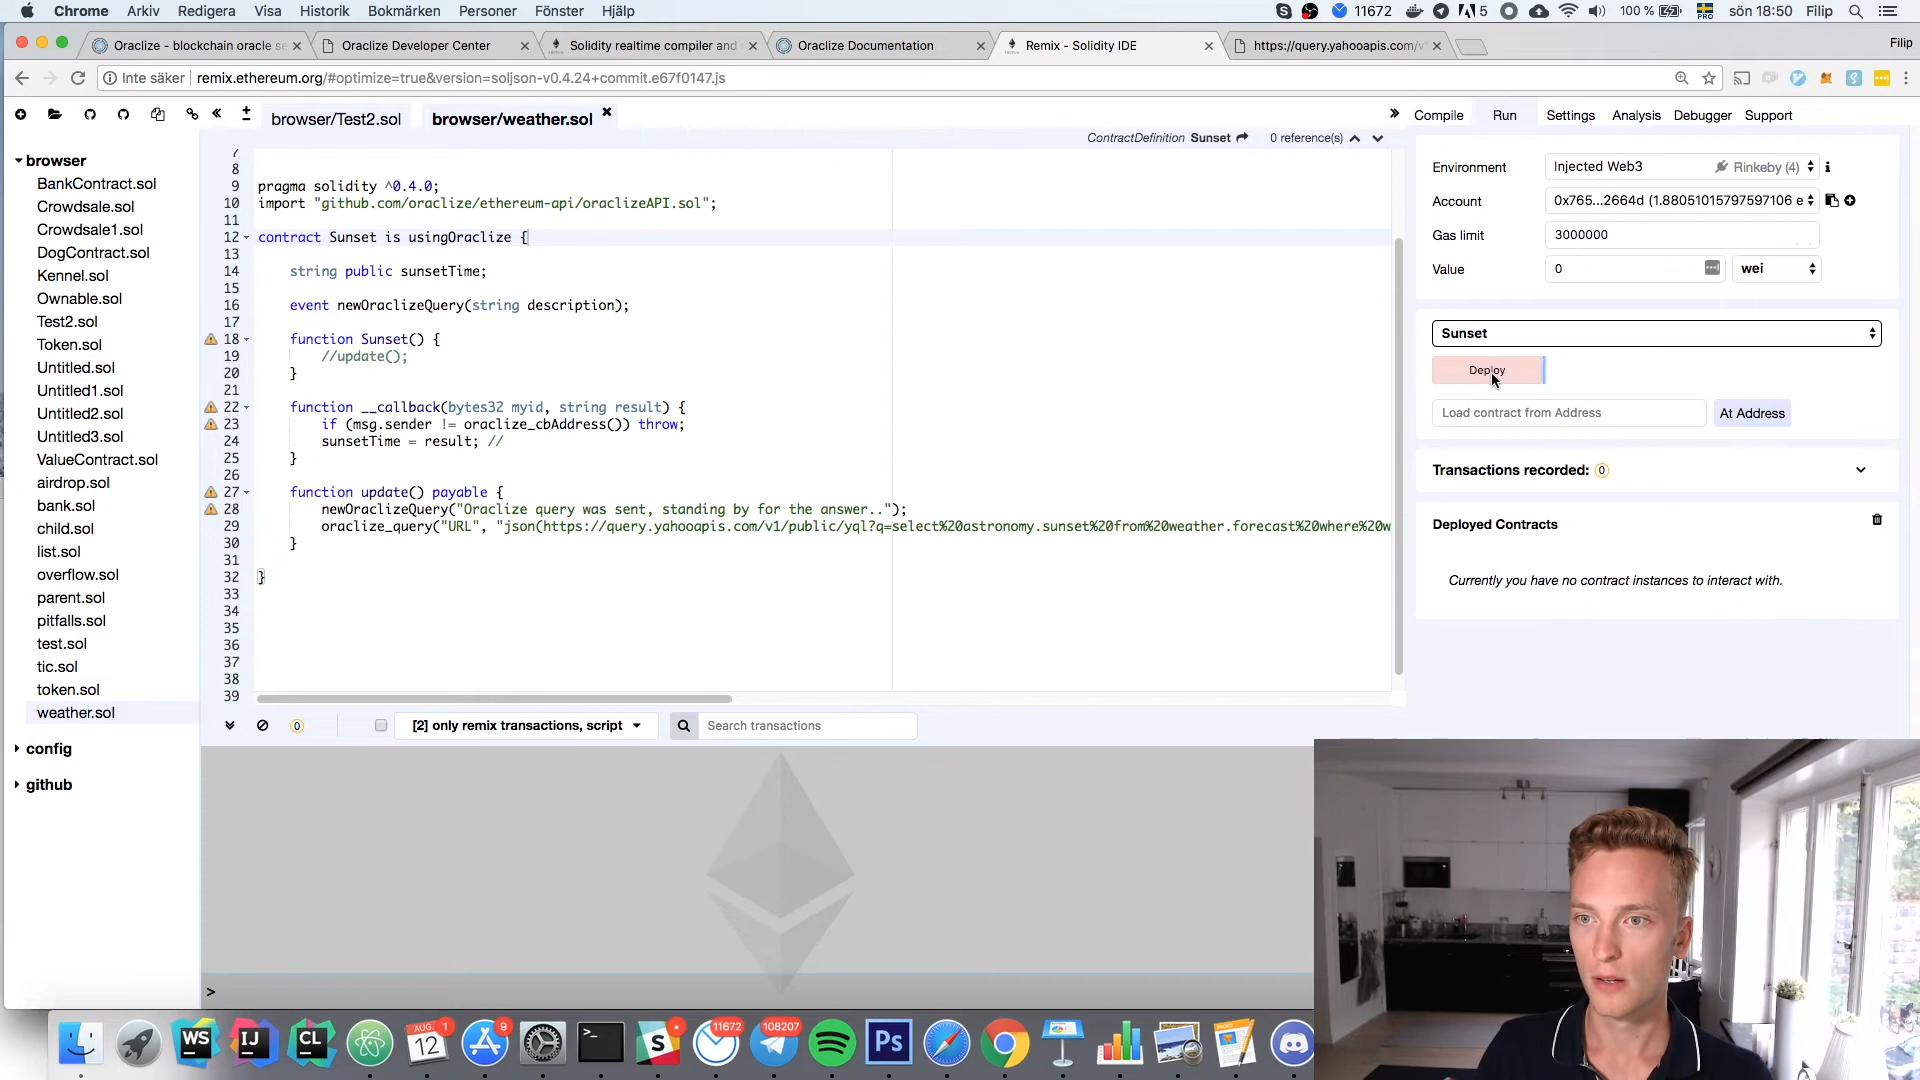 Chrome Arkiv Redigera Visa Historik Bokmärken Personer Fönster Hjälp 11672 5 100 % PRO sön 18:50 Filip
Oraclize - blockchain oracle se
Oraclize Developer Center
Solidity realtime compiler and
Oraclize Documentation
Remix - Solidity IDE
https://query.yahooapis.com/v
Filip
Inte säker remix.ethereum.org/#optimize=true&version=soljson-v0.4.24+commit.e67f0147.js
browser/Test2.sol browser/weather.sol
Compile Run Settings Analysis Debugger Support
ContractDefinition Sunset 0 reference(s)
browser
BankContract.sol
Crowdsale.sol
Crowdsale1.sol
DogContract.sol
Kennel.sol
Ownable.sol
Test2.sol
Token.sol
Untitled.sol
Untitled1.sol
Untitled2.sol
Untitled3.sol
ValueContract.sol
airdrop.sol
bank.sol
child.sol
list.sol
overflow.sol
parent.sol
pitfalls.sol
test.sol
tic.sol
token.sol
weather.sol
config
github
7
8
9 pragma solidity ^0.4.0;
10 import "github.com/oraclize/ethereum-api/oraclizeAPI.sol";
11
12 contract Sunset is usingOraclize {
13
14 string public sunsetTime;
15
16 event newOraclizeQuery(string description);
17
18 function Sunset() {
19 //update();
20 }
21
22 function __callback(bytes32 myid, string result) {
23 if (msg.sender != oraclize_cbAddress()) throw;
24 sunsetTime = result; //
25 }
26
27 function update() payable {
28 newOraclizeQuery("Oraclize query was sent, standing by for the answer..");
29 oraclize_query("URL", "json(https://query.yahooapis.com/v1/public/yql?q=select%20astronomy.sunset%20from%20weather.forecast%20where%20w
30 }
31
32 }
33
34
35
36
37
38
39
0 [2] only remix transactions, script Search transactions
>
Environment Injected Web3 Rinkeby (4)
Account 0x765...2664d (1.88051015797597106 e
Gas limit 3000000
Value 0 wei
Sunset
Deploy
Load contract from Address At Address
Transactions recorded: 0
Deployed Contracts
Currently you have no contract instances to interact with.
WS IJ CL AUG. 12 1 9 >_ S 11672 108207 Ps